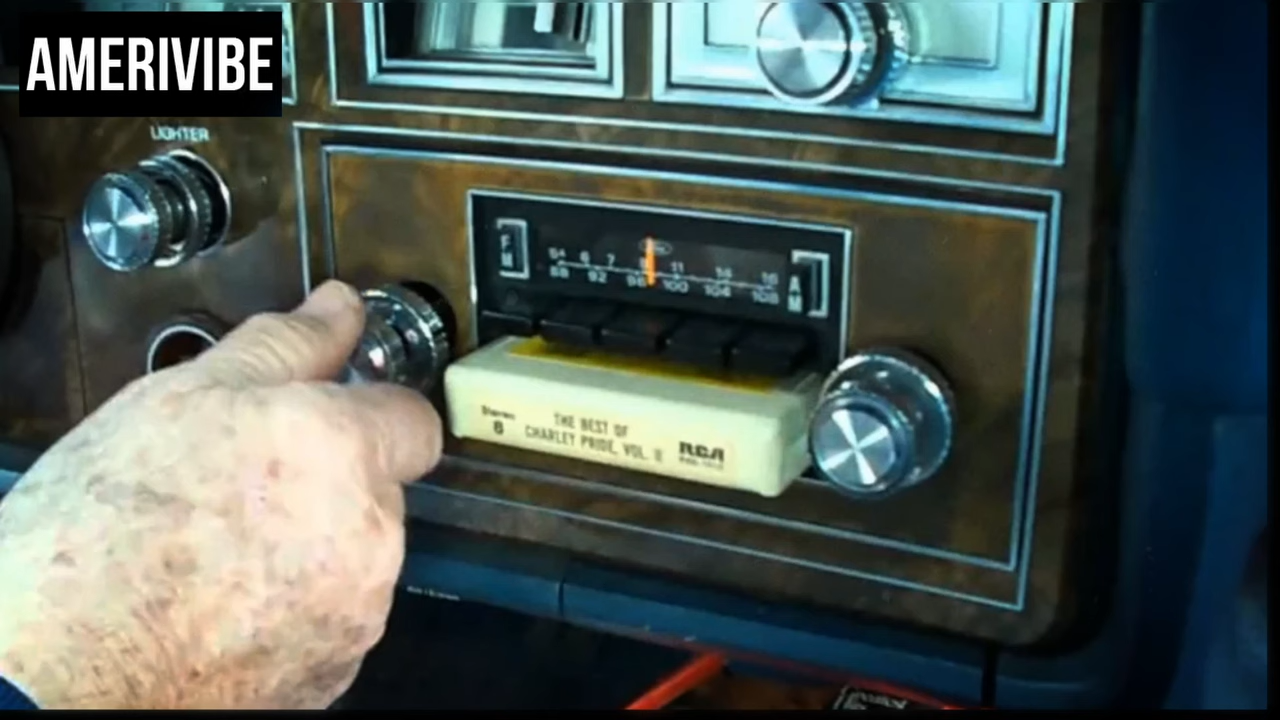 AMERIVIBE
LIGHTER
FM
54 6 7 8 11 14 16
AM
88 92 96 100 104 108
Stereo
8
THE BEST OF
CHARLEY PRIDE, VOL. II
RCA